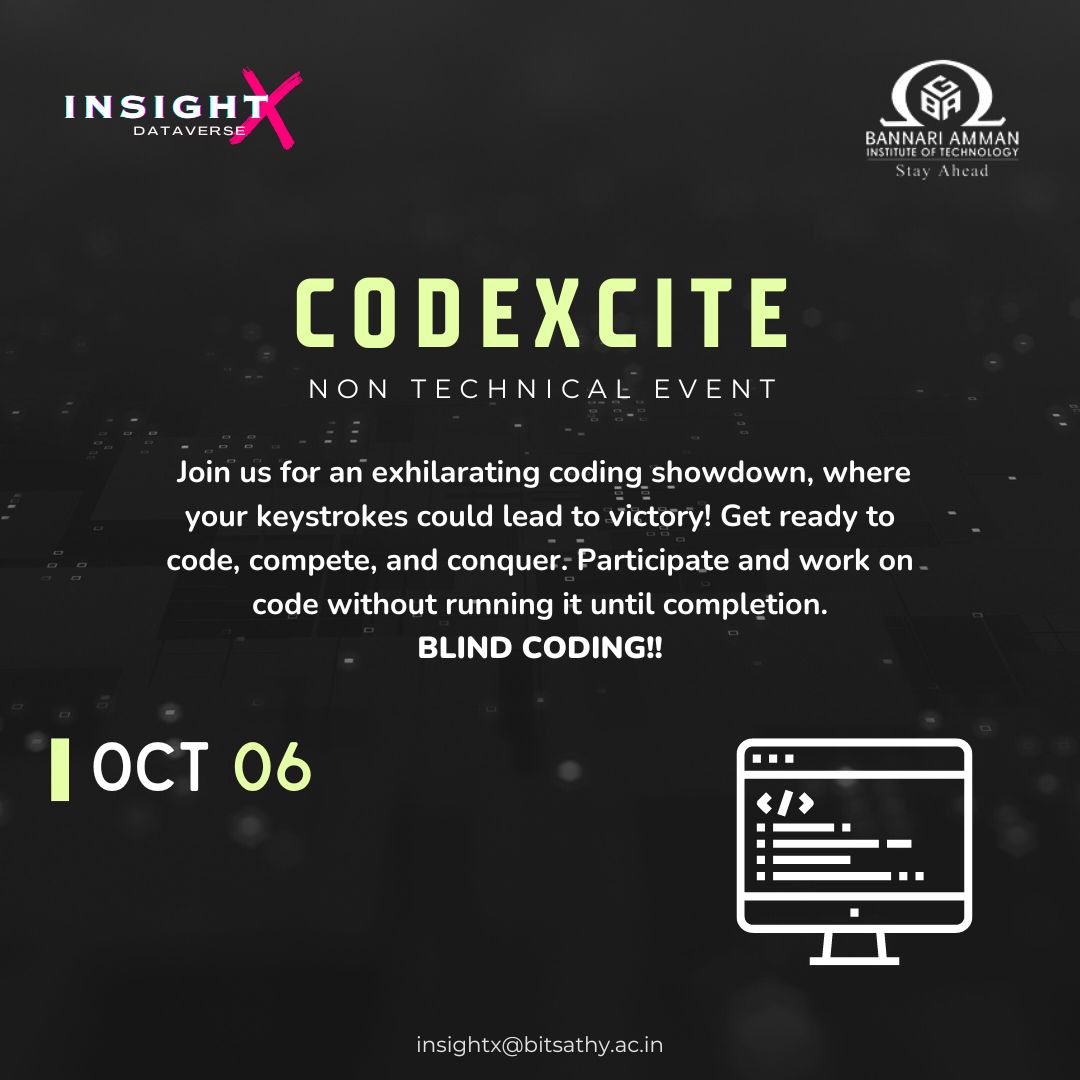 INSIGHTX
DATAVERSE
GBA
BANNARI AMMAN
INSTITUTE OF TECHNOLOGY
Stay Ahead
CODEXCITE
NON TECHNICAL EVENT
Join us for an exhilarating coding showdown, where
your keystrokes could lead to victory! Get ready to
code, compete, and conquer. Participate and work on
code without running it until completion.
BLIND CODING!!
OCT 06
</>
insightx@bitsathy.ac.in